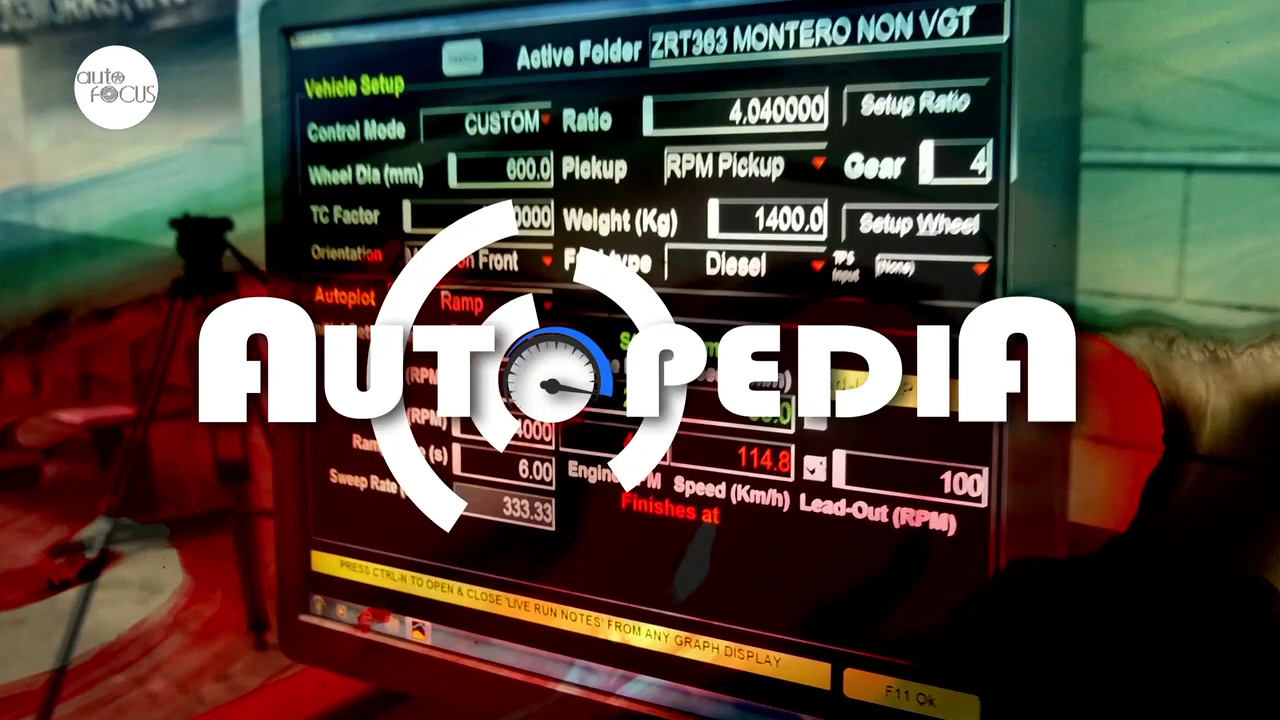 auto
FOCUS
Active Folder ZRT363 MONTERO NON VGT
Vehicle Setup
Control Mode CUSTOM Ratio 4.040000 Setup Ratio
Wheel Dia (mm) 600.0 Pickup RPM Pickup Gear 4
TC Factor 0000 Weight (Kg) 1400.0 Setup Wheel
Orientation Front Diesel Input (None)
Autoplot Ramp
AUTOPEDIA
(RPM
(RPM) 4000
(s) 6.00 114.8 100
Sweep Rate 333.33 Engine Speed (Km/h) Lead-Out (RPM)
Finishes at
PRESS CTRL-N TO OPEN & CLOSE 'LIVE RUN NOTES' FROM ANY GRAPH DISPLAY
F11 Ok